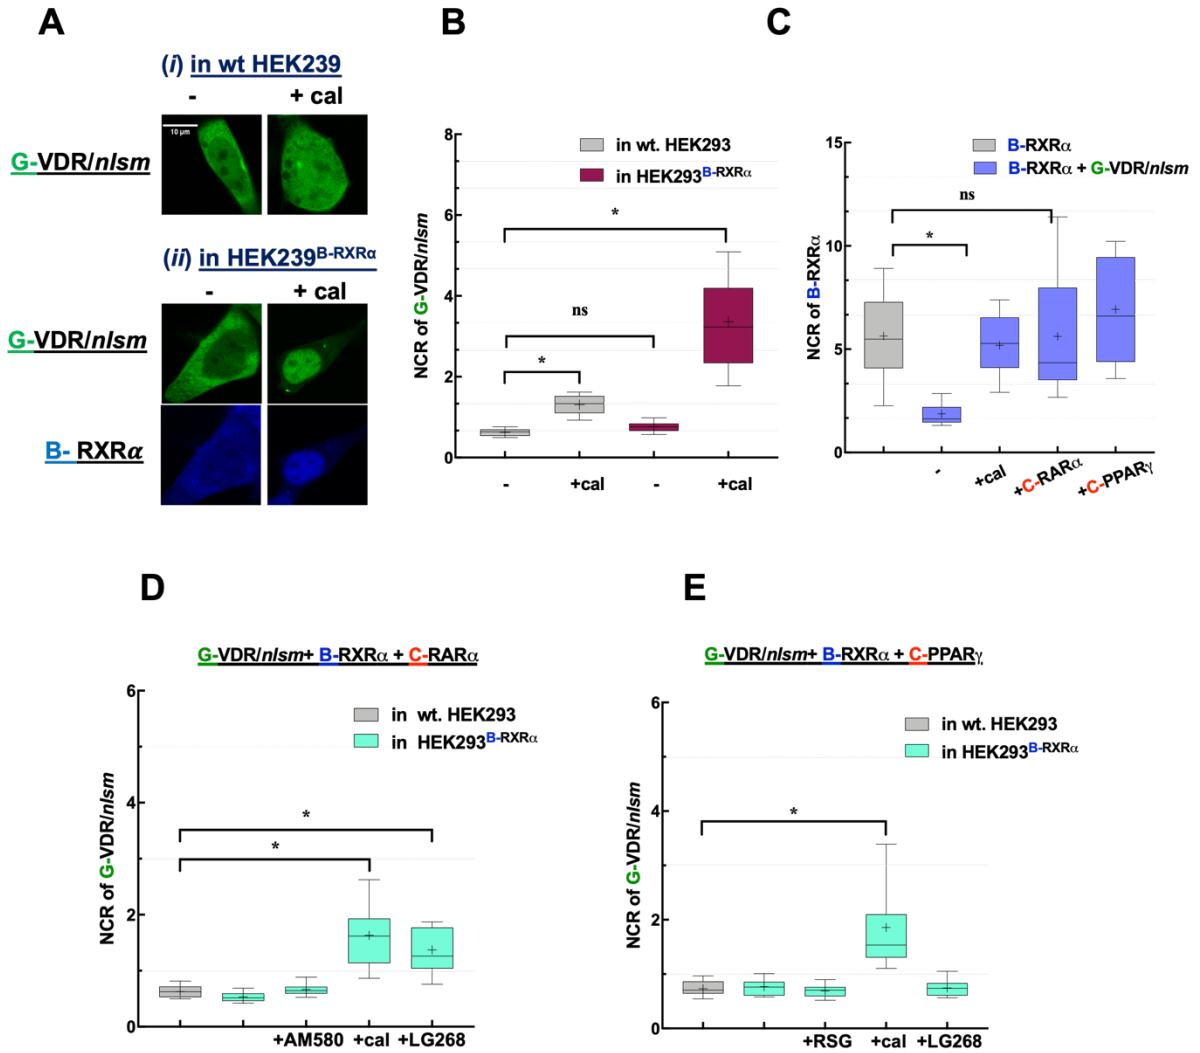 A
(i) in wt HEK239
- + cal
10 μm
G-VDR/nlsm
(ii) in HEK239B-RXRα
- + cal
G-VDR/nlsm
B- RXRα
B
NCR of G-VDR/nlsm
8
6
4
2
0
in wt. HEK293
in HEK293B-RXRα
*
ns
*
- +cal - +cal
C
NCR of B-RXRα
15
10
5
0
B-RXRα
B-RXRα + G-VDR/nlsm
ns
*
- +cal +C-RARα +C-PPARγ
D
G-VDR/nlsm+ B-RXRα + C-RARα
NCR of G-VDR/nlsm
6
4
2
0
in wt. HEK293
in HEK293B-RXRα
*
*
+AM580 +cal +LG268
E
G-VDR/nlsm+ B-RXRα + C-PPARγ
NCR of G-VDR/nlsm
6
4
2
0
in wt. HEK293
in HEK293B-RXRα
*
+RSG +cal +LG268